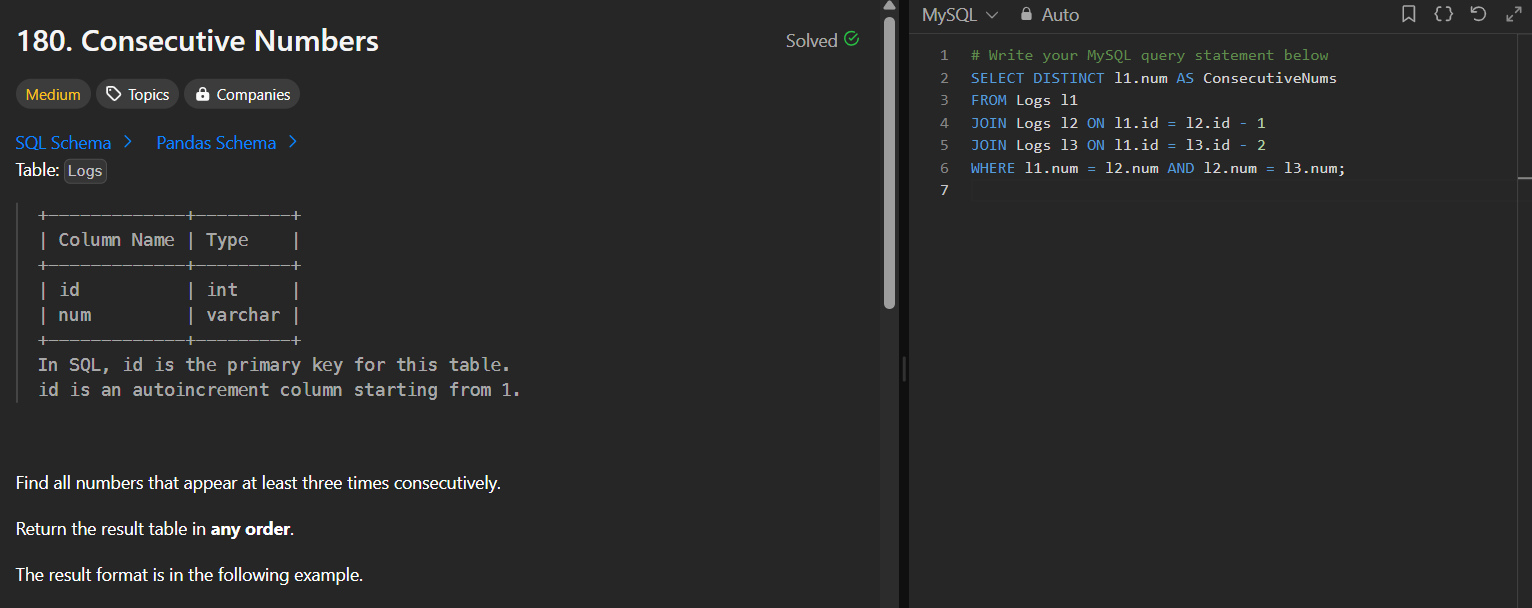 180. Consecutive Numbers
Solved
Medium Topics Companies
SQL Schema > Pandas Schema >
Table: Logs
+-------------+---------+
| Column Name | Type    |
+-------------+---------+
| id          | int     |
| num         | varchar |
+-------------+---------+
In SQL, id is the primary key for this table.
id is an autoincrement column starting from 1.
Find all numbers that appear at least three times consecutively.
Return the result table in any order.
The result format is in the following example.
MySQL Auto
1 # Write your MySQL query statement below
2 SELECT DISTINCT l1.num AS ConsecutiveNums
3 FROM Logs l1
4 JOIN Logs l2 ON l1.id = l2.id - 1
5 JOIN Logs l3 ON l1.id = l3.id - 2
6 WHERE l1.num = l2.num AND l2.num = l3.num;
7